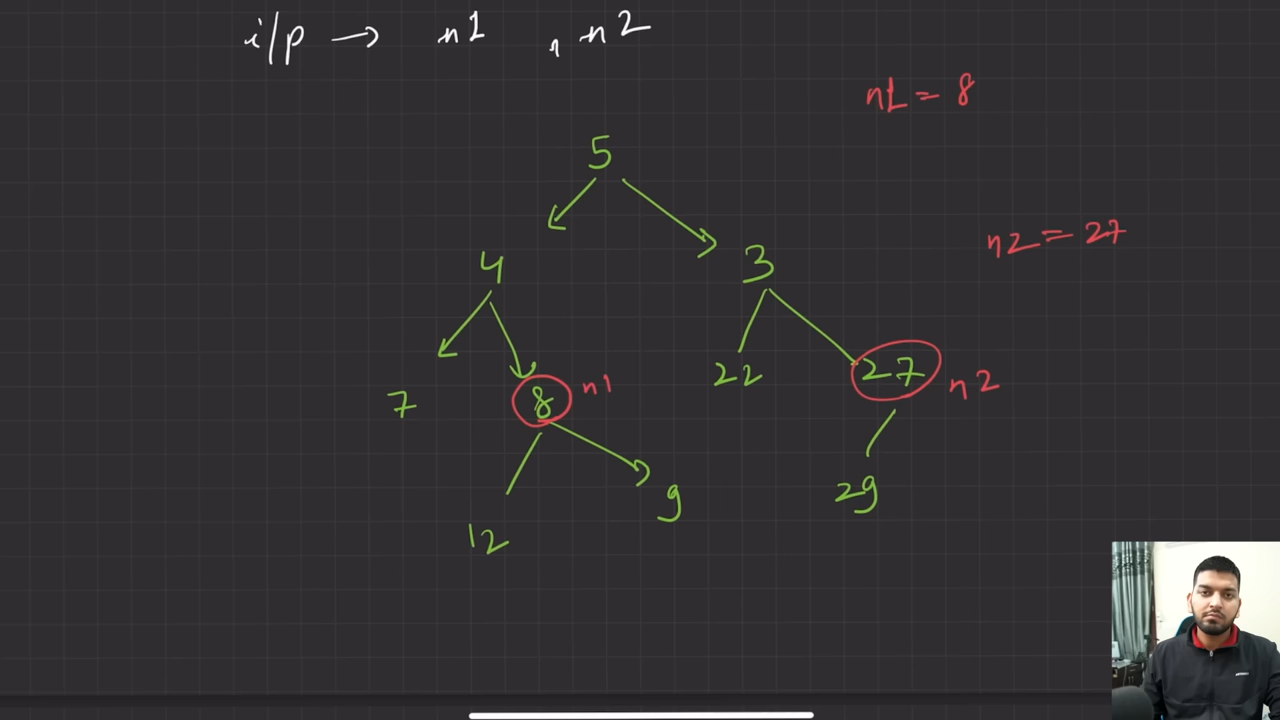 i/p → n1 , n2
n1 = 8
5
n2 = 27
4 3
7 8 n1 22 27 n2
12 9 29